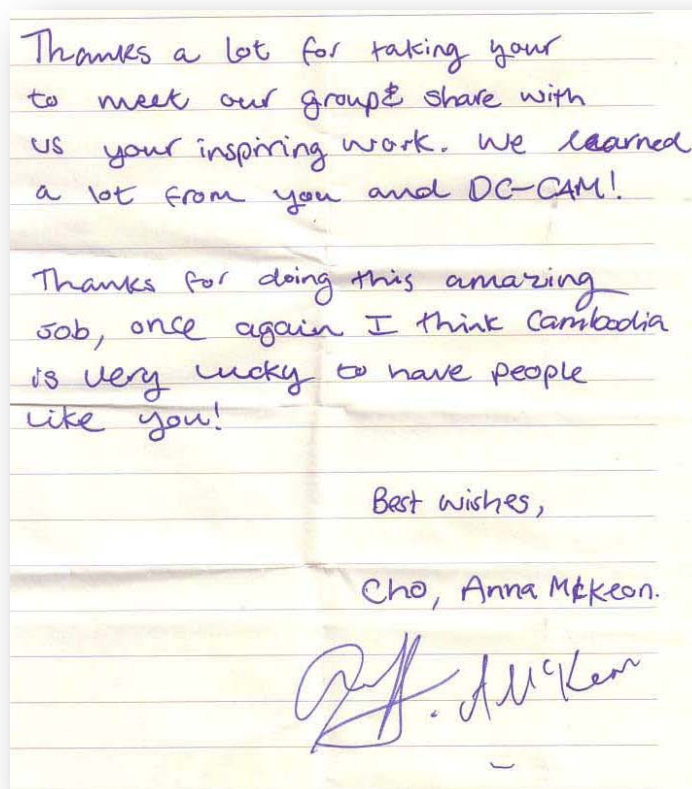 Thanks a lot for taking your
to meet our group & share with
us your inspiring work. We learned
a lot from you and DC-CAM!
Thanks for doing this amazing
job, once again I think Cambodia
is very lucky to have people
like you!
Best wishes,
Cho, Anna McKeon.
A McKeon